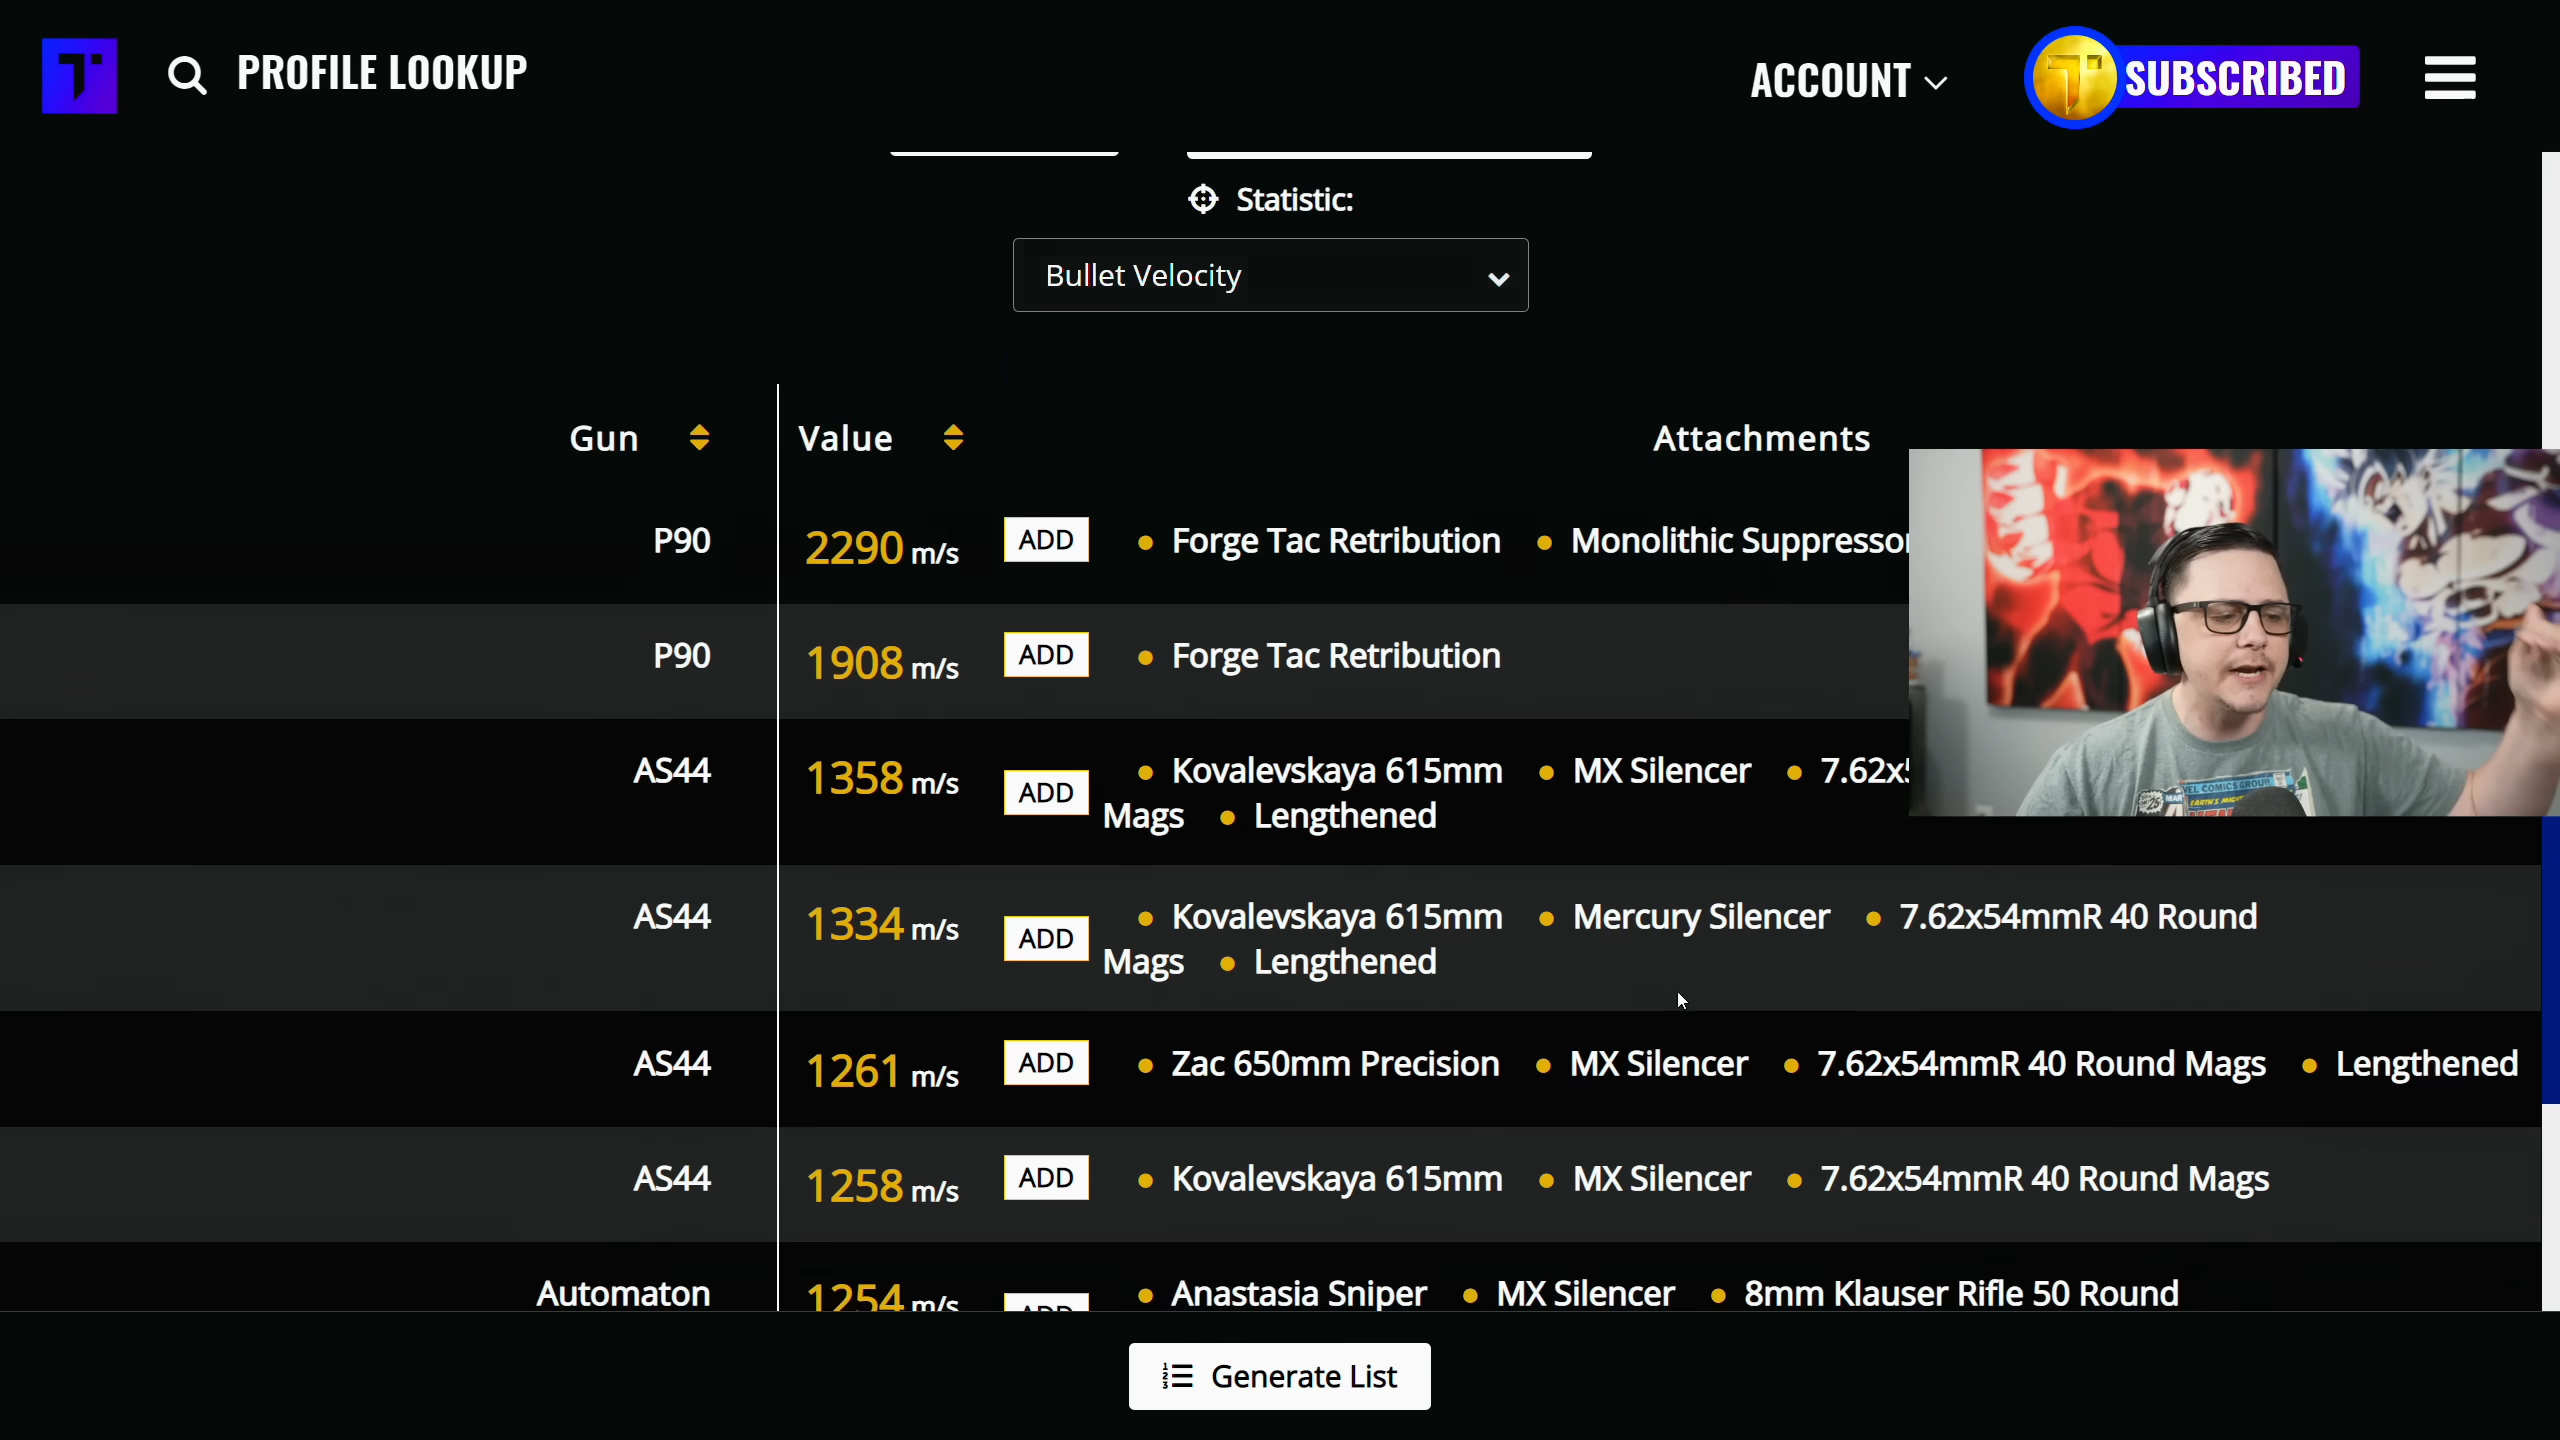 PROFILE LOOKUP
ACCOUNT
SUBSCRIBED
Statistic:
Bullet Velocity
Gun Value Attachments
P90 2290 m/s ADD Forge Tac Retribution Monolithic Suppressor
P90 1908 m/s ADD Forge Tac Retribution
AS44 1358 m/s ADD Kovalevskaya 615mm MX Silencer
Mags Lengthened
AS44 1334 m/s ADD Kovalevskaya 615mm Mercury Silencer 7.62x54mmR 40 Round
Mags Lengthened
AS44 1261 m/s ADD Zac 650mm Precision MX Silencer 7.62x54mmR 40 Round Mags Lengthened
AS44 1258 m/s ADD Kovalevskaya 615mm MX Silencer 7.62x54mmR 40 Round Mags
Automaton 1254 m/s ADD Anastasia Sniper MX Silencer 8mm Klauser Rifle 50 Round
Generate List